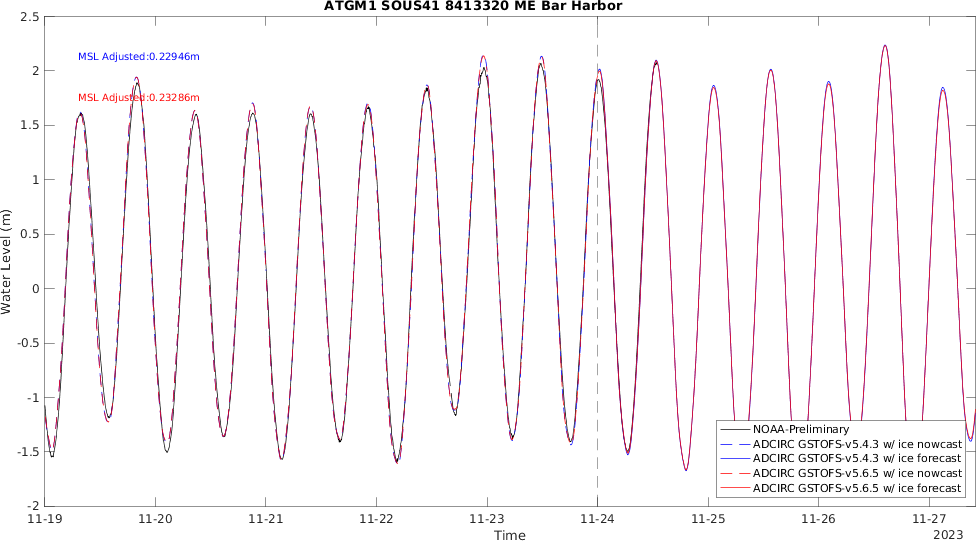 ATGM1 SOUS41 8413320 ME Bar Harbor
2.5
2
1.5
1
0.5
0
-0.5
-1
-1.5
-2
Water Level (m)
MSL Adjusted:0.22946m
MSL Adjusted:0.23286m
NOAA-Preliminary
ADCIRC GSTOFS-v5.4.3 w/ ice nowcast
ADCIRC GSTOFS-v5.4.3 w/ ice forecast
ADCIRC GSTOFS-v5.6.5 w/ ice nowcast
ADCIRC GSTOFS-v5.6.5 w/ ice forecast
11-19 11-20 11-21 11-22 11-23 11-24 11-25 11-26 11-27
Time
2023